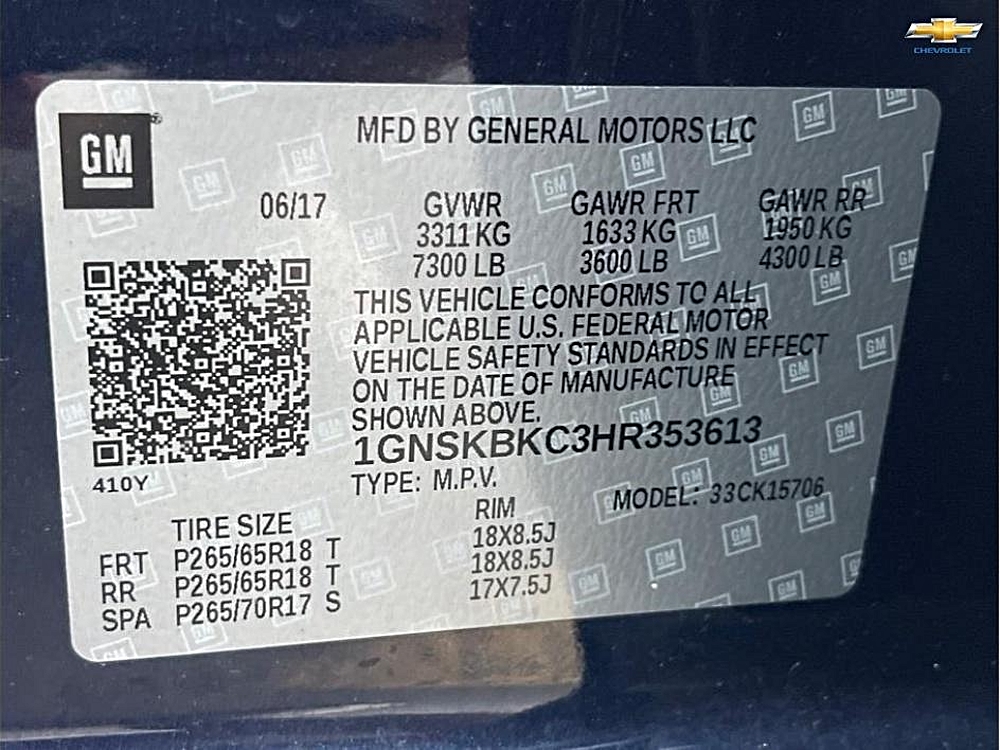 CHEVROLET
GM
MFD BY GENERAL MOTORS LLC
06/17
GVWR GAWR FRT GAWR RR
3311 KG 1633 KG 1950 KG
7300 LB 3600 LB 4300 LB
THIS VEHICLE CONFORMS TO ALL
APPLICABLE U.S. FEDERAL MOTOR
VEHICLE SAFETY STANDARDS IN EFFECT
ON THE DATE OF MANUFACTURE
SHOWN ABOVE.
1GNSKBKC3HR353613
410Y
TYPE: M.P.V. MODEL: 33CK15706
TIRE SIZE RIM
FRT P265/65R18 T 18X8.5J
RR P265/65R18 T 18X8.5J
SPA P265/70R17 S 17X7.5J